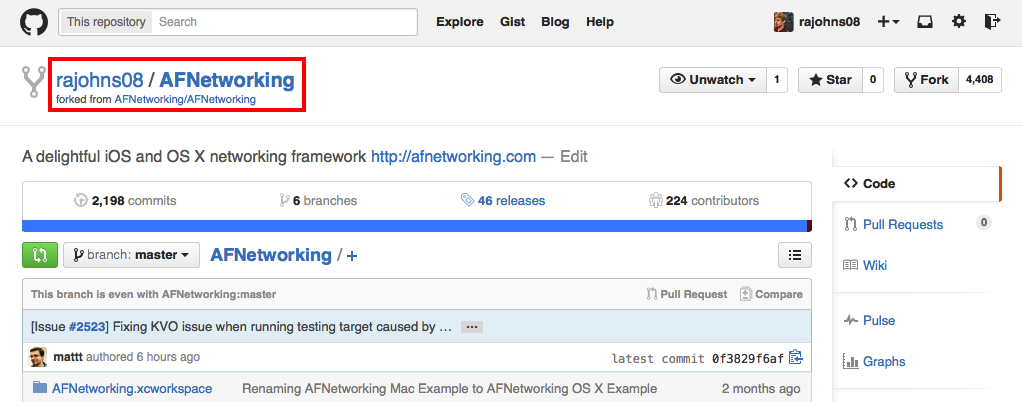 This repository Search Explore Gist Blog Help rajohns08
rajohns08 / AFNetworking
forked from AFNetworking/AFNetworking
Unwatch 1 Star 0 Fork 4,408
A delightful iOS and OS X networking framework http://afnetworking.com — Edit
2,198 commits 6 branches 46 releases 224 contributors
branch: master AFNetworking / +
This branch is even with AFNetworking:master Pull Request Compare
[Issue #2523] Fixing KVO issue when running testing target caused by … ...
mattt authored 6 hours ago latest commit 0f3829f6af
AFNetworking.xcworkspace Renaming AFNetworking Mac Example to AFNetworking OS X Example 2 months ago
Code
Pull Requests 0
Wiki
Pulse
Graphs